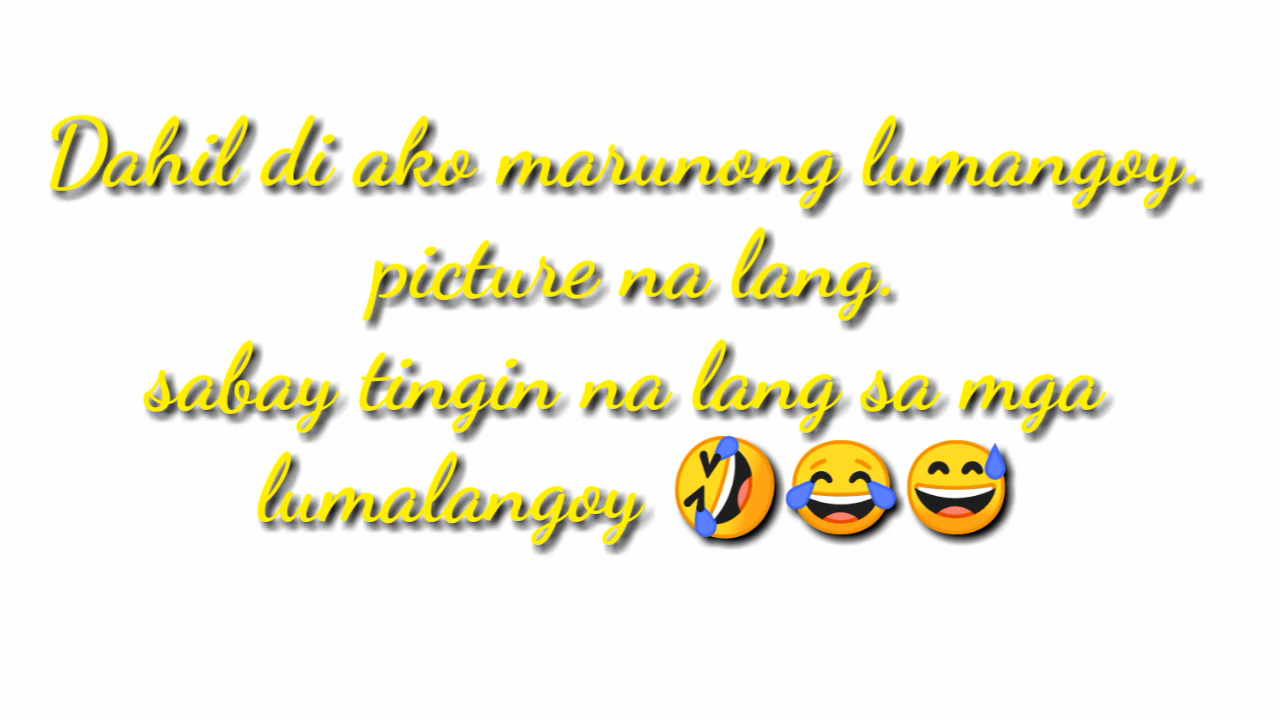 Dahil di ako marunong lumangoy.
picture na lang.
sabay tingin na lang sa mga
lumalangoy 🤣😂😅